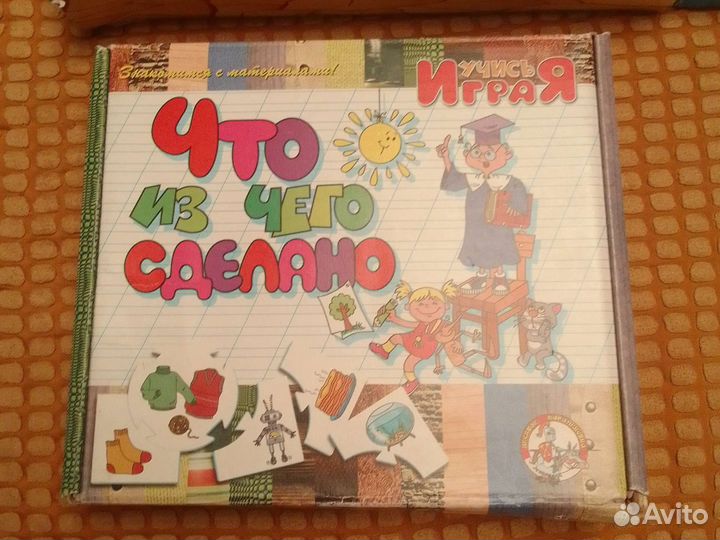 Знакомимся с материалами!
УЧИСЬ
ИГРАЯ
ЧТО
ИЗ ЧЕГО
СДЕЛАНО
Avito